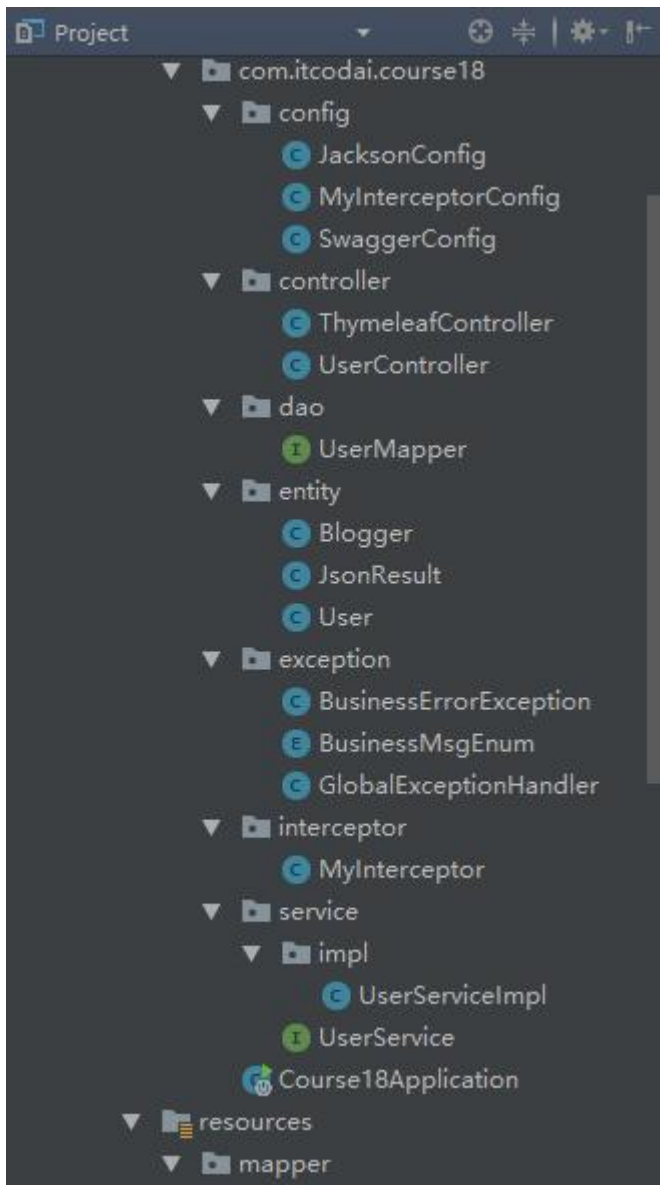 Project
com.itcodai.course18
config
C JacksonConfig
C MyInterceptorConfig
C SwaggerConfig
controller
C ThymeleafController
C UserController
dao
I UserMapper
entity
C Blogger
C JsonResult
C User
exception
C BusinessErrorException
E BusinessMsgEnum
C GlobalExceptionHandler
interceptor
C MyInterceptor
service
impl
C UserServiceImpl
I UserService
Course18Application
resources
mapper